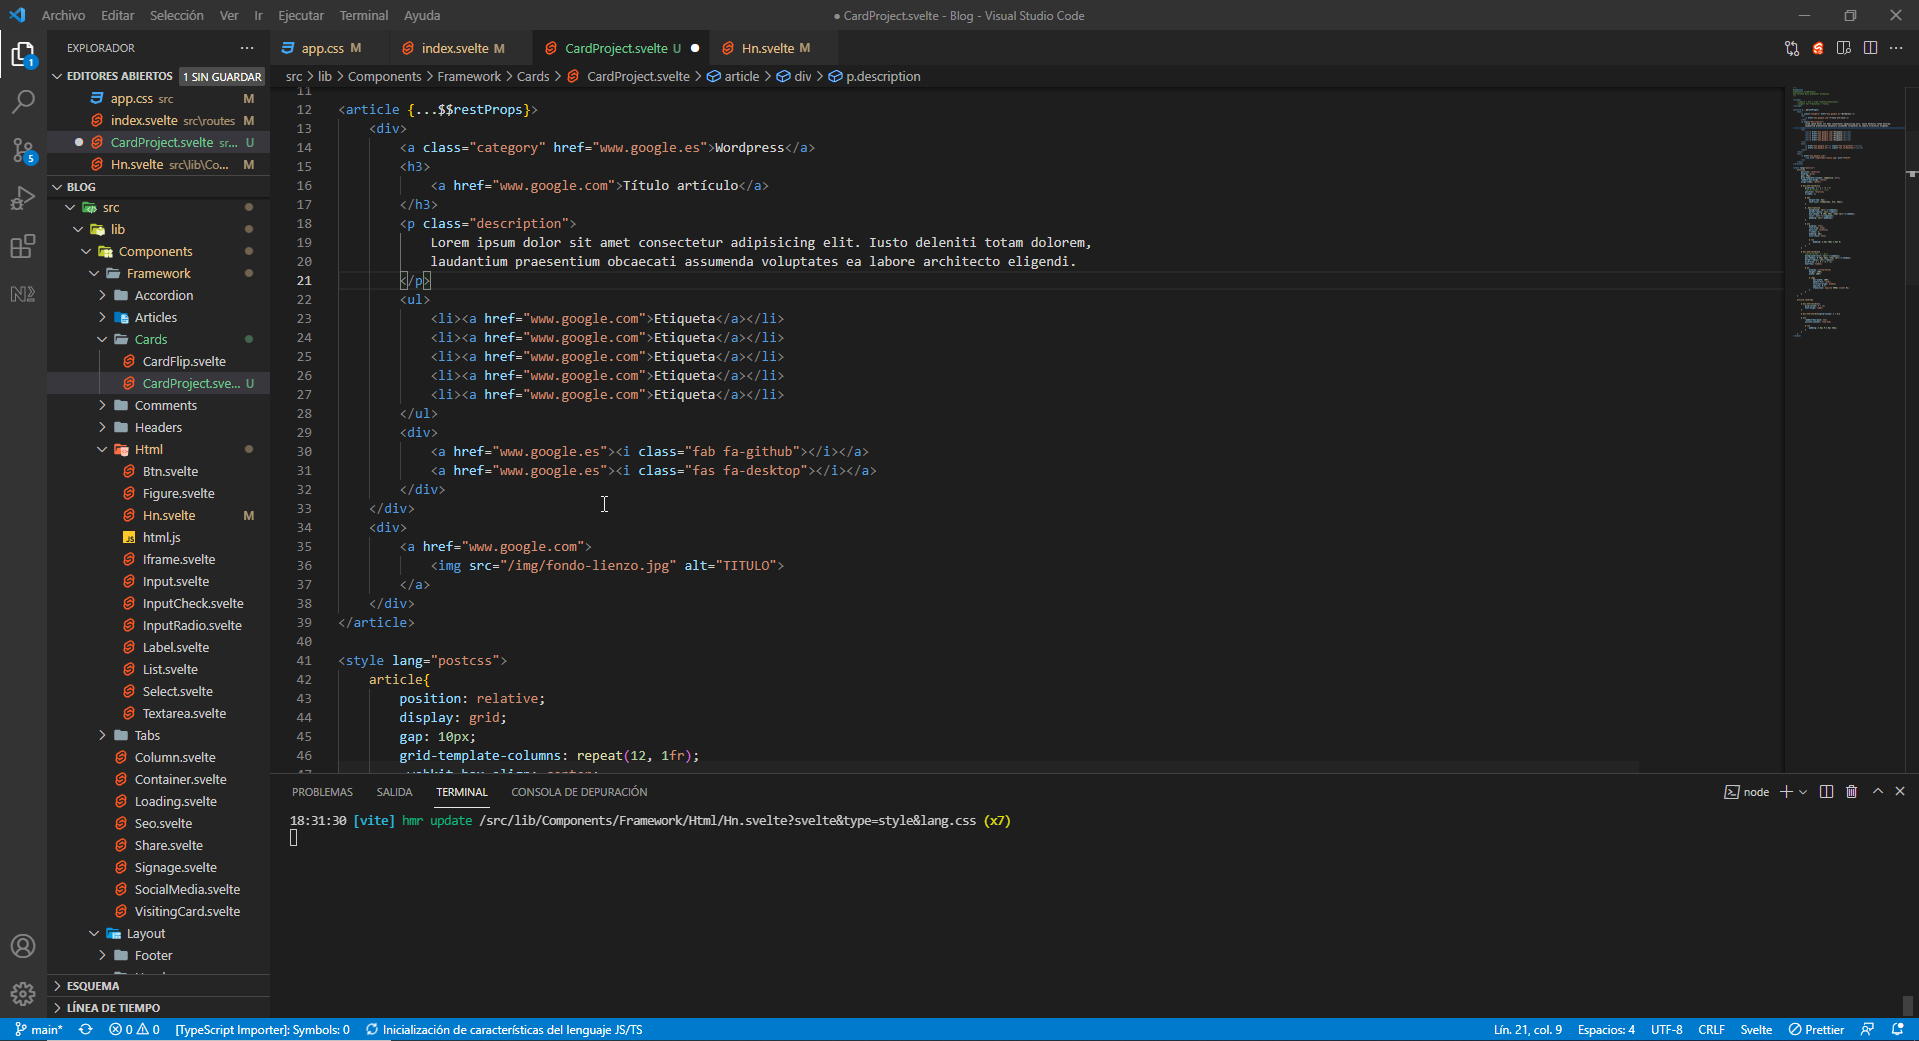 Archivo Editar Selección Ver Ir Ejecutar Terminal Ayuda
● CardProject.svelte - Blog - Visual Studio Code
EXPLORADOR
EDITORES ABIERTOS 1 SIN GUARDAR
app.css src M
index.svelte src\routes M
CardProject.svelte sr... U
Hn.svelte src\lib\Co... M
BLOG
src
lib
Components
Framework
Accordion
Articles
Cards
CardFlip.svelte
CardProject.sve... U
Comments
Headers
Html
Btn.svelte
Figure.svelte
Hn.svelte M
html.js
Iframe.svelte
Input.svelte
InputCheck.svelte
InputRadio.svelte
Label.svelte
List.svelte
Select.svelte
Textarea.svelte
Tabs
Column.svelte
Container.svelte
Loading.svelte
Seo.svelte
Share.svelte
Signage.svelte
SocialMedia.svelte
VisitingCard.svelte
Layout
Footer
ESQUEMA
LÍNEA DE TIEMPO
app.css M index.svelte M CardProject.svelte U ● Hn.svelte M
src > lib > Components > Framework > Cards > CardProject.svelte > article > div > p.description
11
12 <article {...$$restProps}>
13 <div>
14 <a class="category" href="www.google.es">Wordpress</a>
15 <h3>
16 <a href="www.google.com">Título artículo</a>
17 </h3>
18 <p class="description">
19 Lorem ipsum dolor sit amet consectetur adipisicing elit. Iusto deleniti totam dolorem,
20 laudantium praesentium obcaecati assumenda voluptates ea labore architecto eligendi.
21 </p>
22 <ul>
23 <li><a href="www.google.com">Etiqueta</a></li>
24 <li><a href="www.google.com">Etiqueta</a></li>
25 <li><a href="www.google.com">Etiqueta</a></li>
26 <li><a href="www.google.com">Etiqueta</a></li>
27 <li><a href="www.google.com">Etiqueta</a></li>
28 </ul>
29 <div>
30 <a href="www.google.es"><i class="fab fa-github"></i></a>
31 <a href="www.google.es"><i class="fas fa-desktop"></i></a>
32 </div>
33 </div>
34 <div>
35 <a href="www.google.com">
36 <img src="/img/fondo-lienzo.jpg" alt="TITULO">
37 </a>
38 </div>
39 </article>
40
41 <style lang="postcss">
42 article{
43 position: relative;
44 display: grid;
45 gap: 10px;
46 grid-template-columns: repeat(12, 1fr);
PROBLEMAS SALIDA TERMINAL CONSOLA DE DEPURACIÓN
node
18:31:30 [vite] hmr update /src/lib/Components/Framework/Html/Hn.svelte?svelte&type=style&lang.css (x7)
main* 0 0 [TypeScript Importer]: Symbols: 0 Inicialización de características del lenguaje JS/TS
Lín. 21, col. 9 Espacios: 4 UTF-8 CRLF Svelte Prettier